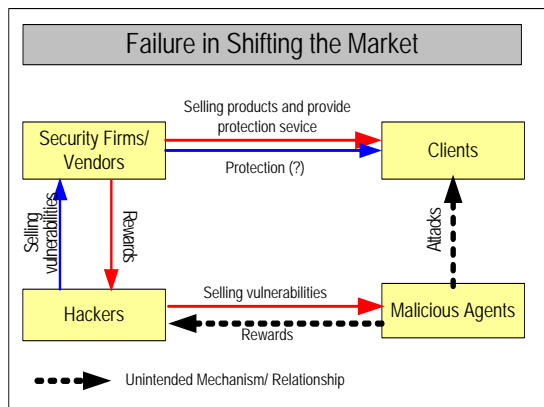 Failure in Shifting the Market
Selling products and provide
protection sevice
Security Firms/
Vendors
Clients
Protection (?)
Selling
vulnerabilities
Rewards
Attacks
Selling vulnerabilities
Hackers
Malicious Agents
Rewards
Unintended Mechanism/ Relationship